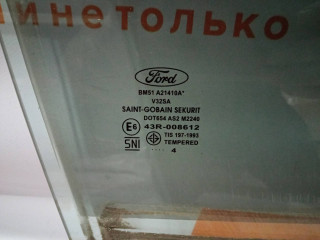 инетолько
Ford
BM51 A21410A*
V32SA
SAINT-GOBAIN SEKURIT
DOT654 AS2 M2240
E6 43R-008612
SNI TIS 197-1993
TEMPERED
4